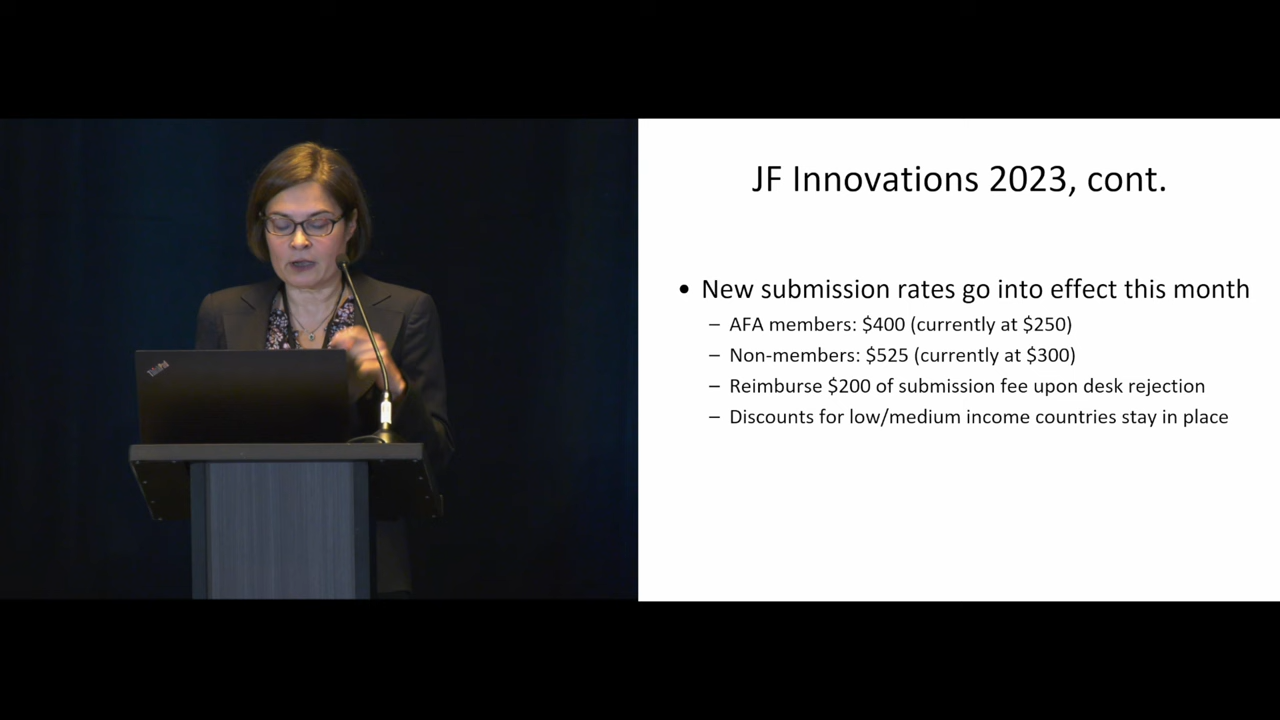 JF Innovations 2023, cont.
• New submission rates go into effect this month
– AFA members: $400 (currently at $250)
– Non-members: $525 (currently at $300)
– Reimburse $200 of submission fee upon desk rejection
– Discounts for low/medium income countries stay in place
ThinkPad